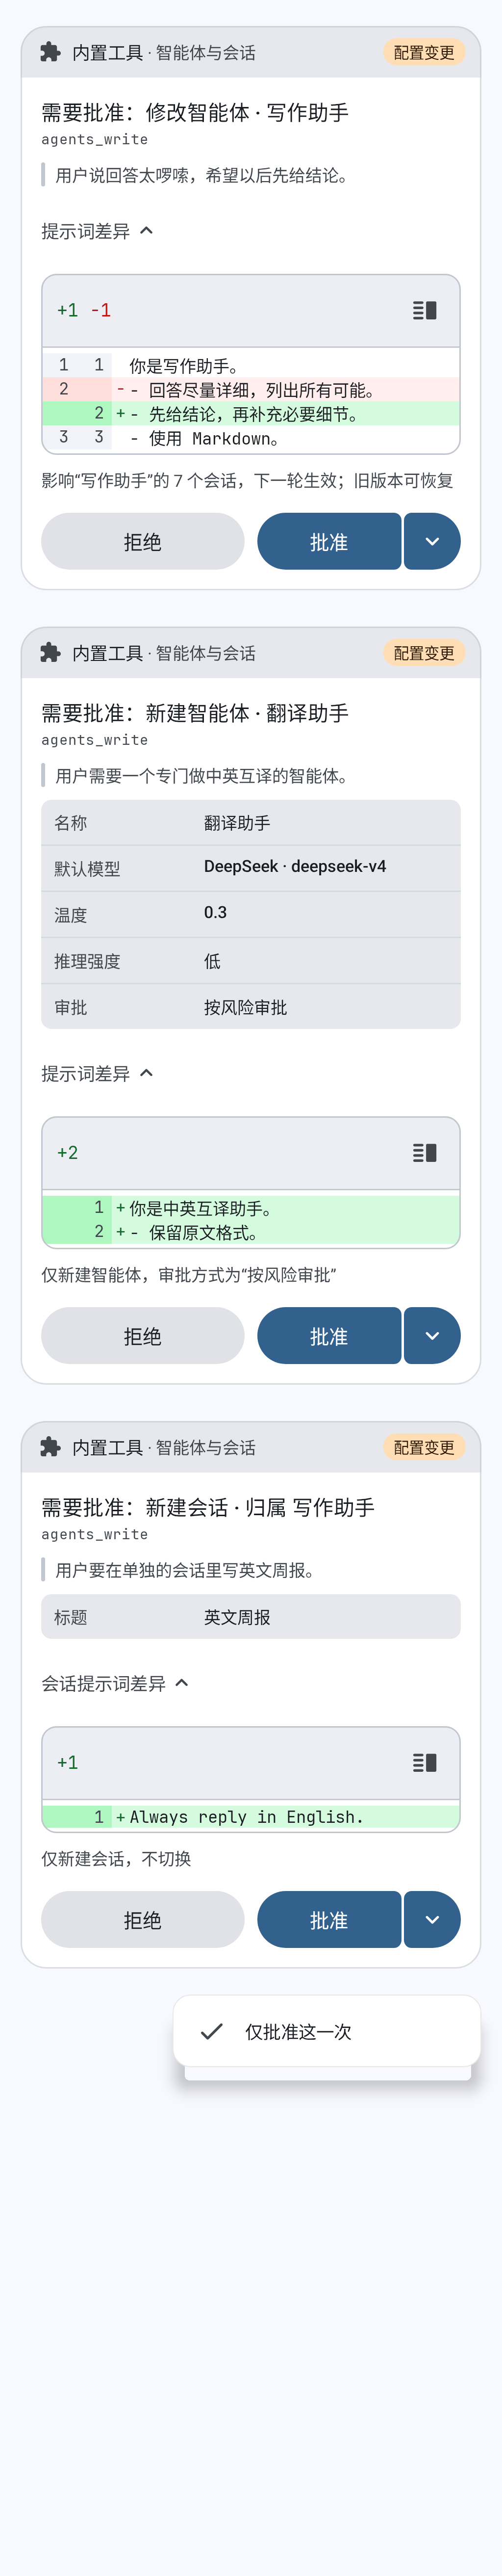 内置工具 · 智能体与会话 配置变更
需要批准：修改智能体 · 写作助手
agents_write
用户说回答太啰嗦，希望以后先给结论。
提示词差异
+1 -1
1 1 你是写作助手。
2 - - 回答尽量详细，列出所有可能。
2 + - 先给结论，再补充必要细节。
3 3 - 使用 Markdown。
影响“写作助手”的 7 个会话，下一轮生效；旧版本可恢复
拒绝 批准
内置工具 · 智能体与会话 配置变更
需要批准：新建智能体 · 翻译助手
agents_write
用户需要一个专门做中英互译的智能体。
名称 翻译助手
默认模型 DeepSeek · deepseek-v4
温度 0.3
推理强度 低
审批 按风险审批
提示词差异
+2
1 + 你是中英互译助手。
2 + - 保留原文格式。
仅新建智能体，审批方式为“按风险审批”
拒绝 批准
内置工具 · 智能体与会话 配置变更
需要批准：新建会话 · 归属 写作助手
agents_write
用户要在单独的会话里写英文周报。
标题 英文周报
会话提示词差异
+1
1 + Always reply in English.
仅新建会话，不切换
拒绝 批准
仅批准这一次